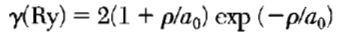 γ(Ry) = 2(1 + ρ/a₀) exp (−ρ/a₀)